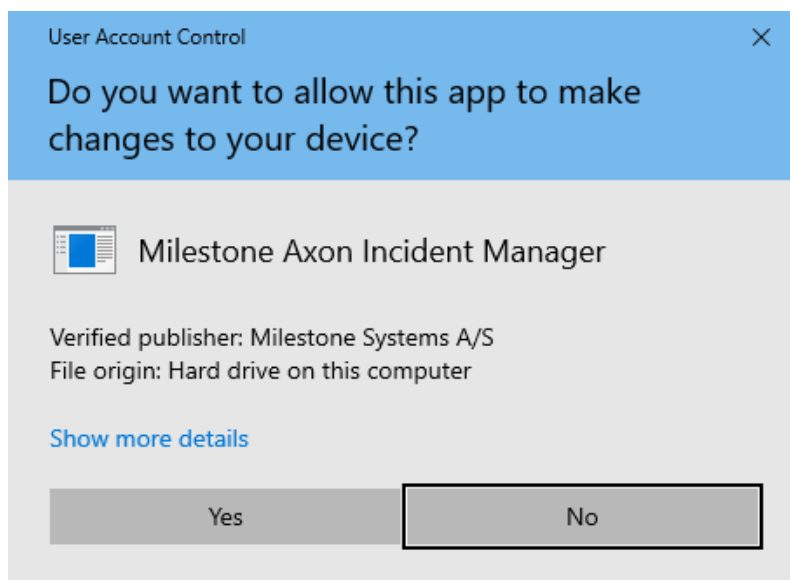 User Account Control
Do you want to allow this app to make
changes to your device?
Milestone Axon Incident Manager
Verified publisher: Milestone Systems A/S
File origin: Hard drive on this computer
Show more details
Yes
No